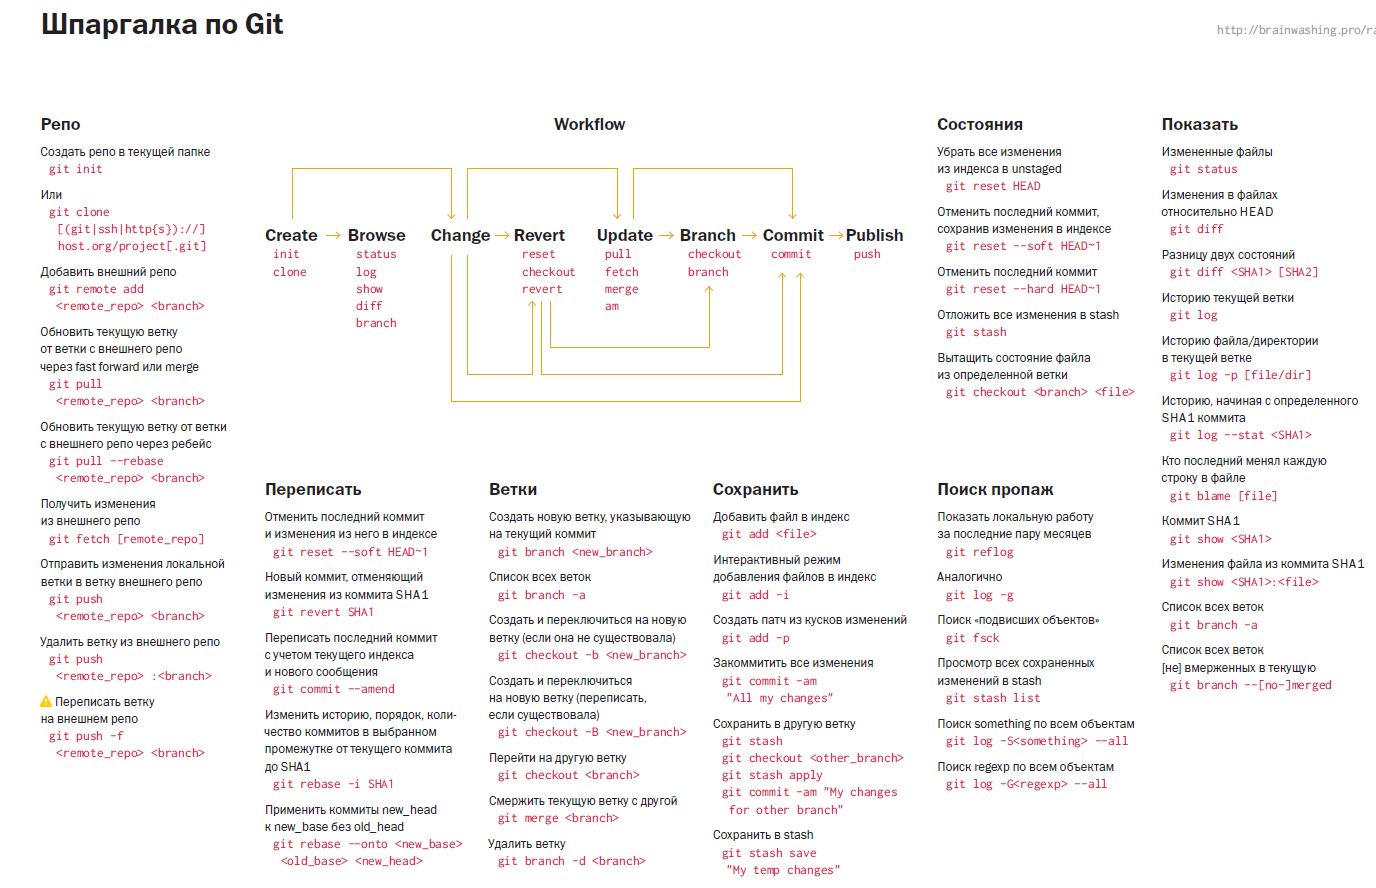 Шпаргалка по Git
http://brainwashing.pro/ra
Репо
Создать репо в текущей папке
git init
Или
git clone
[(git|ssh|http{s})://]
host.org/project[.git]
Добавить внешний репо
git remote add
<remote_repo> <branch>
Обновить текущую ветку
от ветки с внешнего репо
через fast forward или merge
git pull
<remote_repo> <branch>
Обновить текущую ветку от ветки
с внешнего репо через ребейс
git pull --rebase
<remote_repo> <branch>
Получить изменения
из внешнего репо
git fetch [remote_repo]
Отправить изменения локальной
ветки в ветку внешнего репо
git push
<remote_repo> <branch>
Удалить ветку из внешнего репо
git push
<remote_repo> :<branch>
Переписать ветку
на внешнем репо
git push -f
<remote_repo> <branch>
Workflow
Create
init
clone
Browse
status
log
show
diff
branch
Change
Revert
reset
checkout
revert
Update
pull
fetch
merge
am
Branch
checkout
branch
Commit
commit
Publish
push
Состояния
Убрать все изменения
из индекса в unstaged
git reset HEAD
Отменить последний коммит,
сохранив изменения в индексе
git reset --soft HEAD~1
Отменить последний коммит
git reset --hard HEAD~1
Отложить все изменения в stash
git stash
Вытащить состояние файла
из определенной ветки
git checkout <branch> <file>
Показать
Измененные файлы
git status
Изменения в файлах
относительно HEAD
git diff
Разницу двух состояний
git diff <SHA1> [SHA2]
Историю текущей ветки
git log
Историю файла/директории
в текущей ветке
git log -p [file/dir]
Историю, начиная с определенного
SHA1 коммита
git log --stat <SHA1>
Кто последний менял каждую
строку в файле
git blame [file]
Коммит SHA1
git show <SHA1>
Изменения файла из коммита SHA1
git show <SHA1>:<file>
Список всех веток
git branch -a
Список всех веток
[не] вмерженных в текущую
git branch --[no-]merged
Переписать
Отменить последний коммит
и изменения из него в индексе
git reset --soft HEAD~1
Новый коммит, отменяющий
изменения из коммита SHA1
git revert SHA1
Переписать последний коммит
с учетом текущего индекса
и нового сообщения
git commit --amend
Изменить историю, порядок, коли-
чество коммитов в выбранном
промежутке от текущего коммита
до SHA1
git rebase -i SHA1
Применить коммиты new_head
к new_base без old_head
git rebase --onto <new_base>
<old_base> <new_head>
Ветки
Создать новую ветку, указывающую
на текущий коммит
git branch <new_branch>
Список всех веток
git branch -a
Создать и переключиться на новую
ветку (если она не существовала)
git checkout -b <new_branch>
Создать и переключиться
на новую ветку (переписать,
если существовала)
git checkout -B <new_branch>
Перейти на другую ветку
git checkout <branch>
Смержить текущую ветку с другой
git merge <branch>
Удалить ветку
git branch -d <branch>
Сохранить
Добавить файл в индекс
git add <file>
Интерактивный режим
добавления файлов в индекс
git add -i
Создать патч из кусков изменений
git add -p
Закоммитить все изменения
git commit -am
"All my changes"
Сохранить в другую ветку
git stash
git checkout <other_branch>
git stash apply
git commit -am "My changes
for other branch"
Сохранить в stash
git stash save
"My temp changes"
Поиск пропаж
Показать локальную работу
за последние пару месяцев
git reflog
Аналогично
git log -g
Поиск «подвисших объектов»
git fsck
Просмотр всех сохраненных
изменений в stash
git stash list
Поиск something по всем объектам
git log -S<something> --all
Поиск regexp по всем объектам
git log -G<regexp> --all